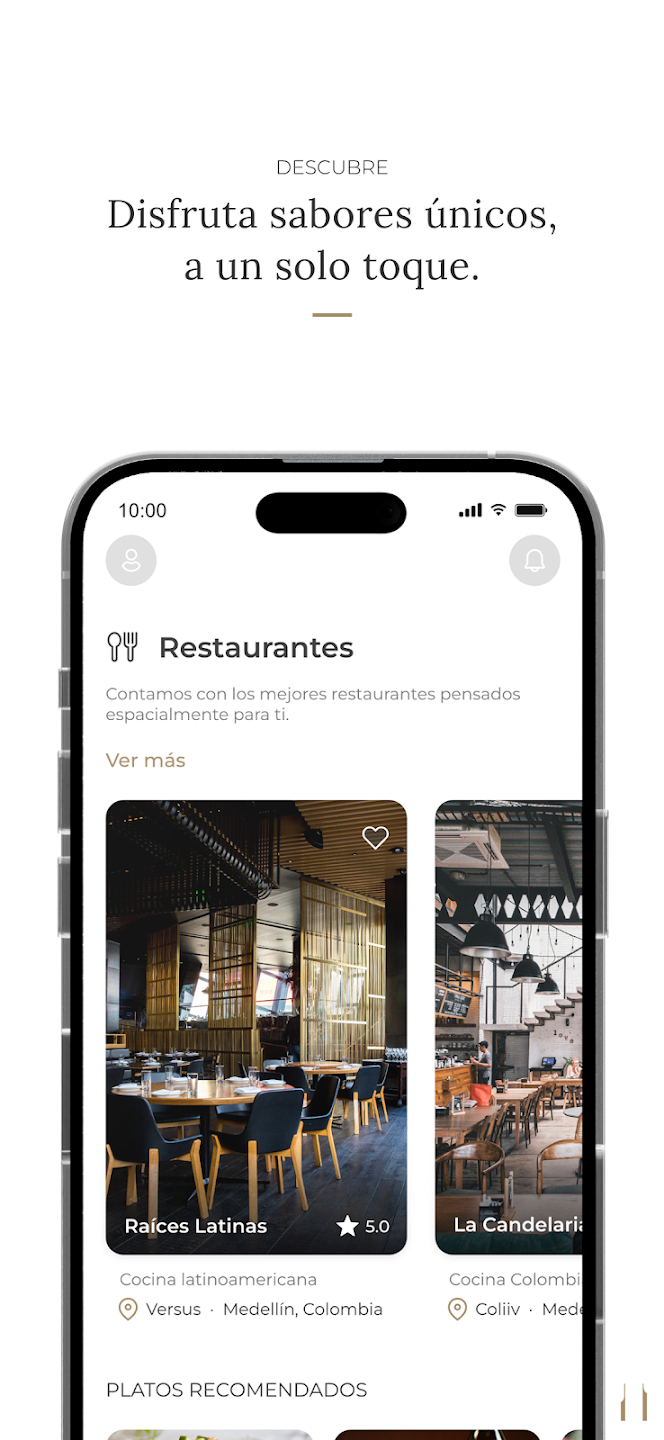 DESCUBRE
Disfruta sabores únicos,
a un solo toque.
10:00
Restaurantes
Contamos con los mejores restaurantes pensados
espacialmente para ti.
Ver más
Raíces Latinas
5.0
Cocina latinoamericana
Versus · Medellín, Colombia
La Candelaria
Cocina Colombi
Coliiv · Mede
PLATOS RECOMENDADOS